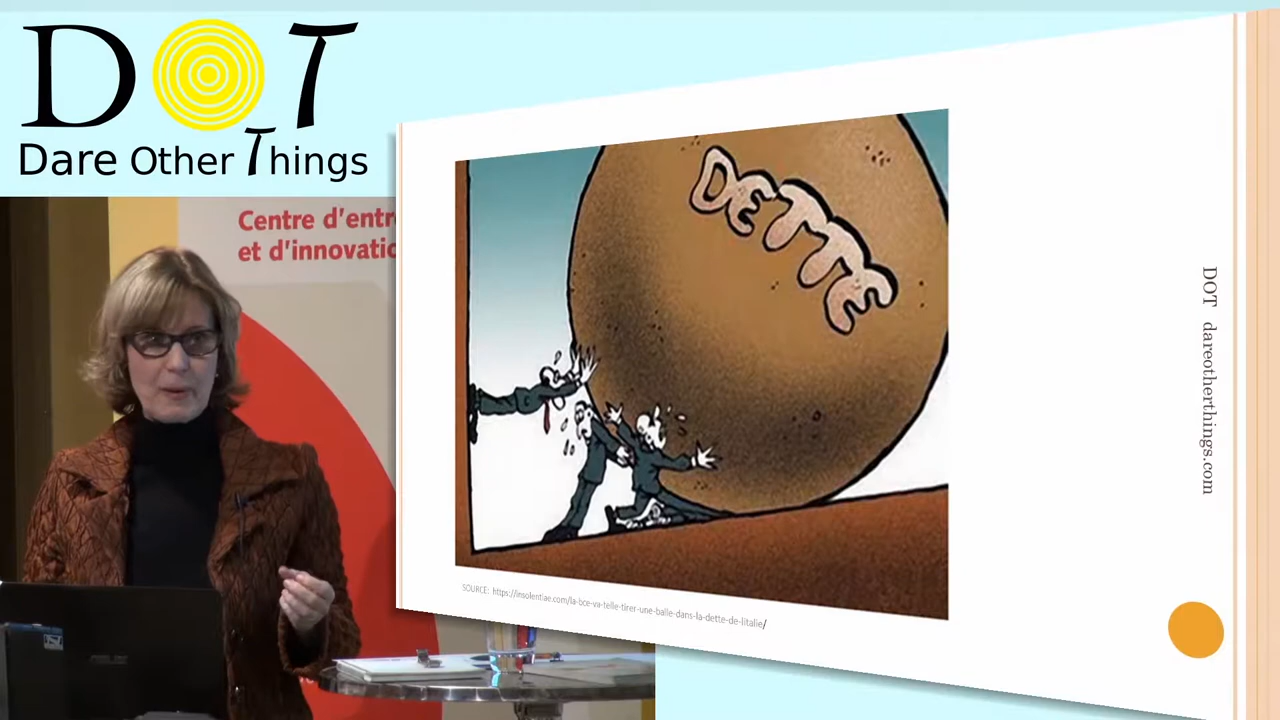 DOT
Dare Other Things
Centre d'entr
et d'innovatio
DETTE
SOURCE: https://insolentiae.com/la-bce-va-telle-tirer-une-balle-dans-la-dette-de-litalie/
DOT dareotherthings.com